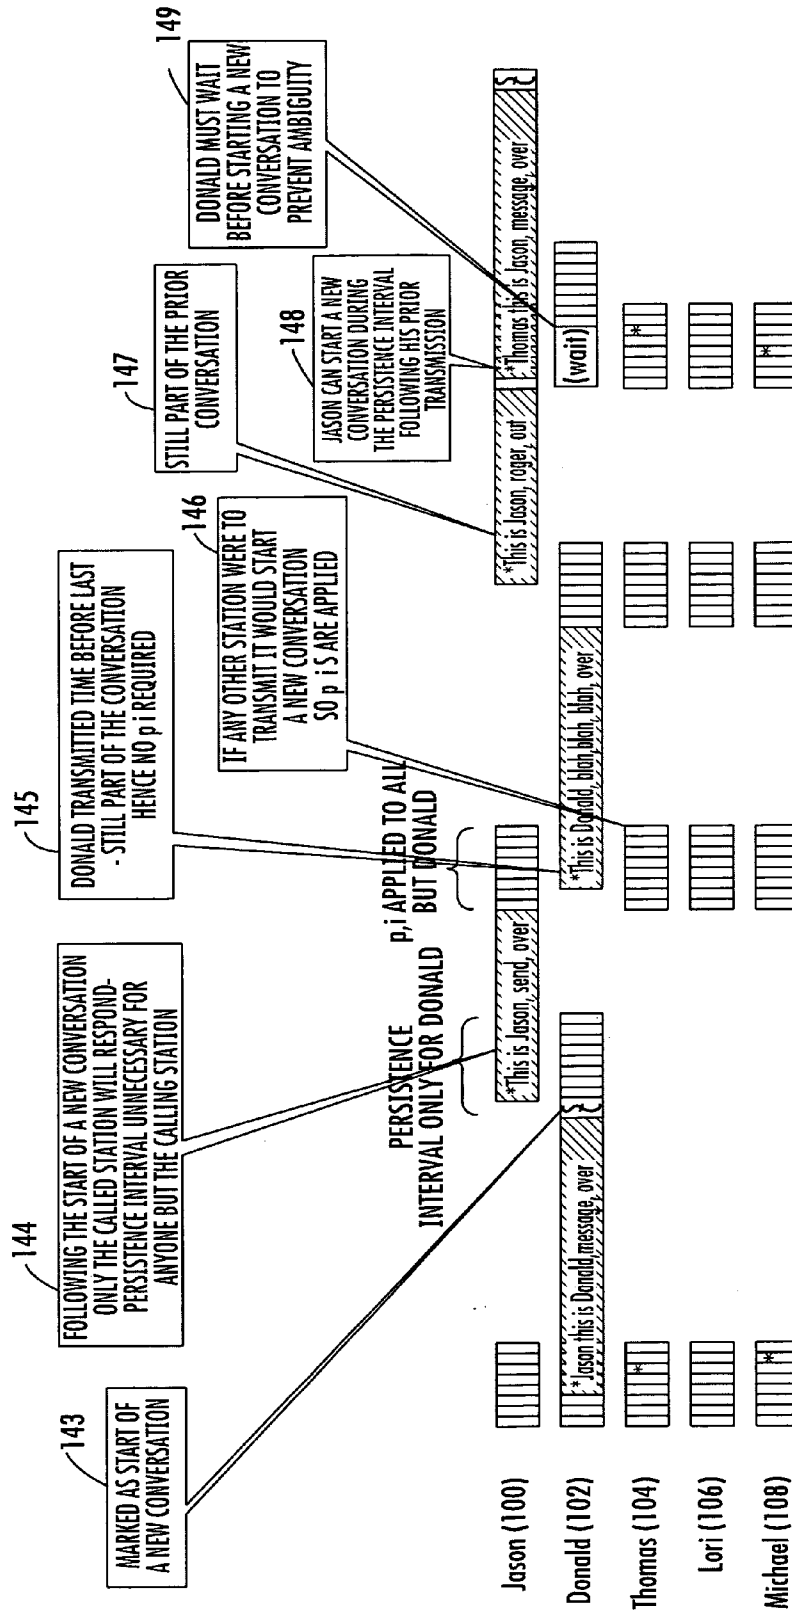 143
MARKED AS START OF
A NEW CONVERSATION
144
FOLLOWING THE START OF A NEW CONVERSATION
ONLY THE CALLED STATION WILL RESPOND-
PERSISTENCE INTERVAL UNNECESSARY FOR
ANYONE BUT THE CALLING STATION
145
DONALD TRANSMITTED TIME BEFORE LAST
- STILL PART OF THE CONVERSATION
HENCE NO p i REQUIRED
146
IF ANY OTHER STATION WERE TO
TRANSMIT IT WOULD START
A NEW CONVERSATION
SO p i S ARE APPLIED
147
STILL PART OF THE PRIOR
CONVERSATION
148
JASON CAN START A NEW
CONVERSATION DURING
THE PERSISTENCE INTERVAL
FOLLOWING HIS PRIOR
TRANSMISSION
149
DONALD MUST WAIT
BEFORE STARTING A NEW
CONVERSATION TO
PREVENT AMBIGUITY
PERSISTENCE
INTERVAL ONLY FOR DONALD
p,i APPLIED TO ALL
BUT DONALD
Jason (100)
*This is Jason, send, over
*This is Jason, roger, out
*Thomas this is Jason, message, over
Donald (102)
*Jason this is Donald,message, over
*This is Donald, blah,blah, blah, over
(wait)
Thomas (104)
*
*
Lori (106)
Michael (108)
*
*